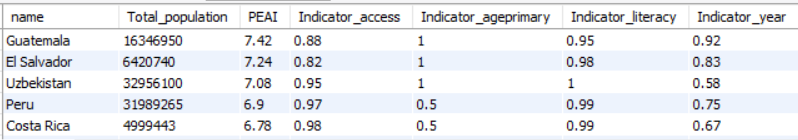 name Total_population PEAI Indicator_access Indicator_ageprimary Indicator_literacy Indicator_year
Guatemala 16346950 7.42 0.88 1 0.95 0.92
El Salvador 6420740 7.24 0.82 1 0.98 0.83
Uzbekistan 32956100 7.08 0.95 1 1 0.58
Peru 31989265 6.9 0.97 0.5 0.99 0.75
Costa Rica 4999443 6.78 0.98 0.5 0.99 0.67